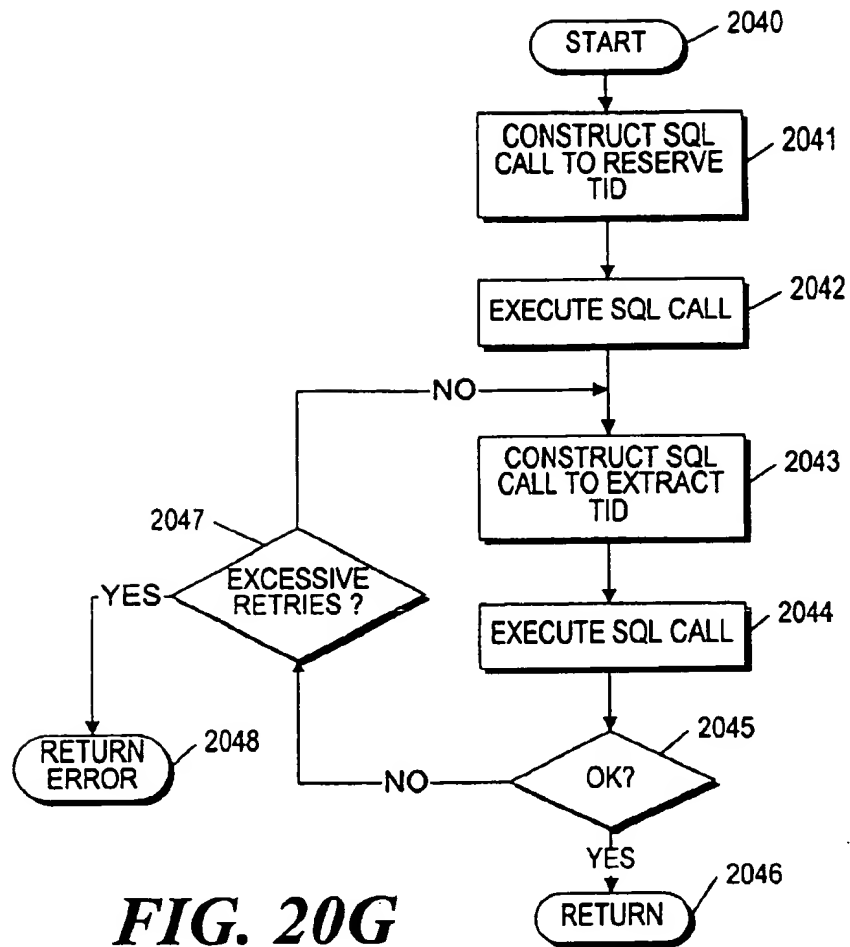 START
2040
CONSTRUCT SQL
CALL TO RESERVE
TID
2041
EXECUTE SQL CALL
2042
NO
CONSTRUCT SQL
CALL TO EXTRACT
TID
2043
2047
EXCESSIVE
RETRIES ?
YES
EXECUTE SQL CALL
2044
RETURN
ERROR
2048
NO
OK?
2045
YES
RETURN
2046
FIG. 20G